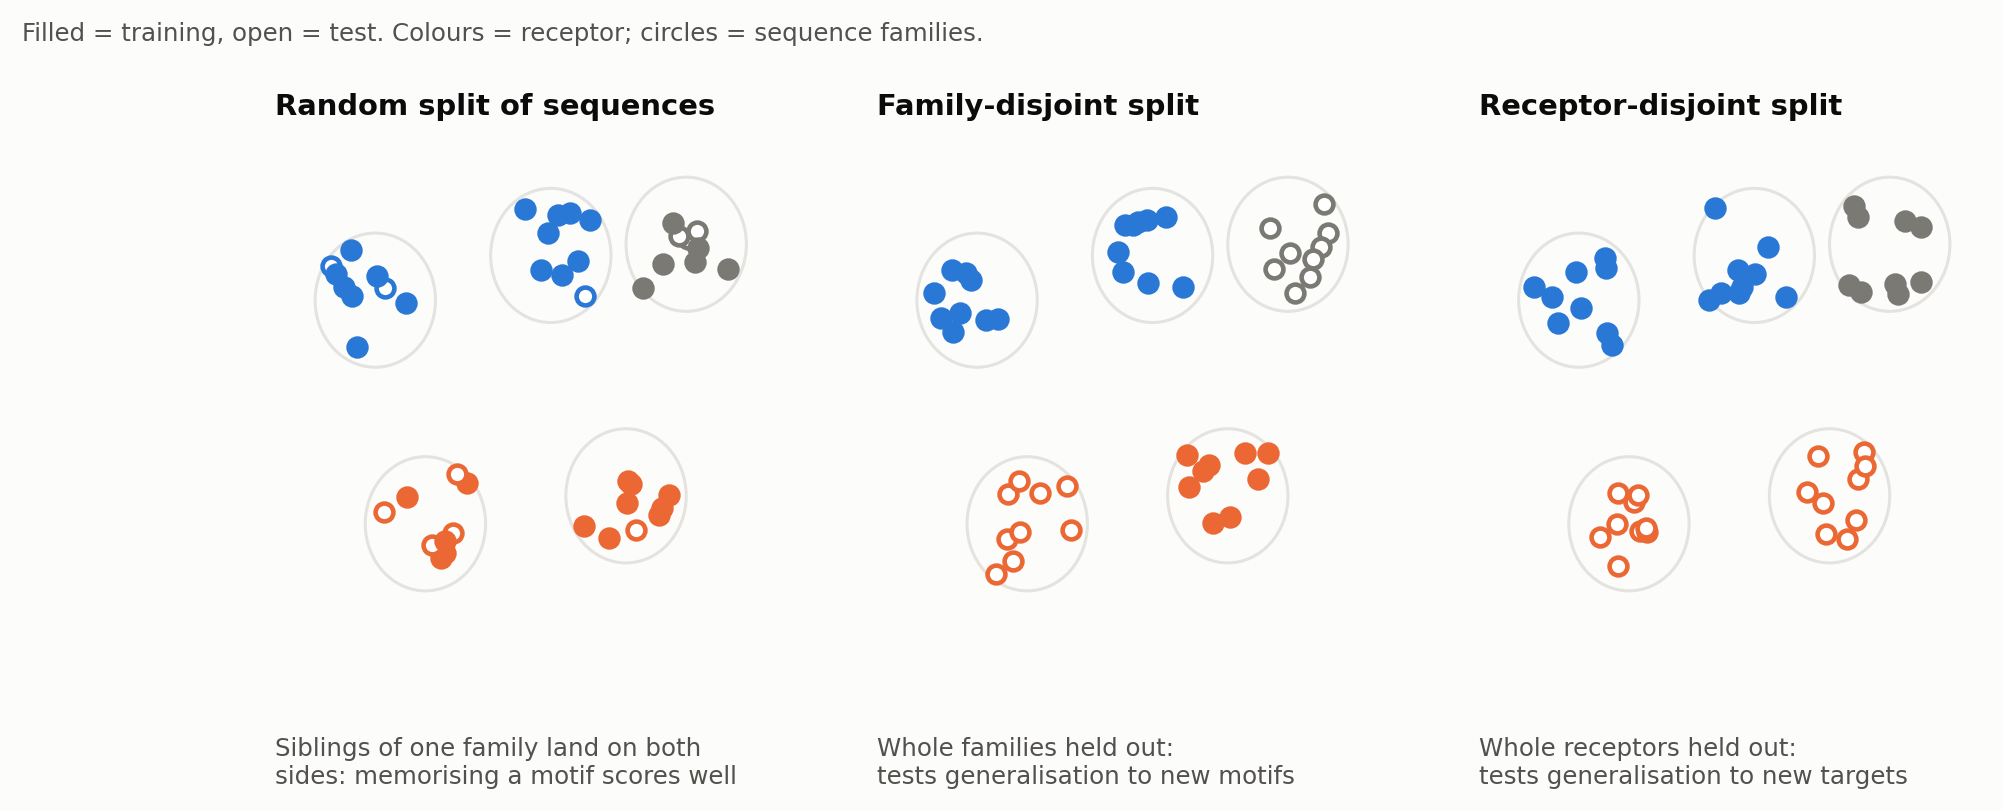 Filled = training, open = test. Colours = receptor; circles = sequence families.
Random split of sequences
Family-disjoint split
Receptor-disjoint split
Siblings of one family land on both
sides: memorising a motif scores well
Whole families held out:
tests generalisation to new motifs
Whole receptors held out:
tests generalisation to new targets